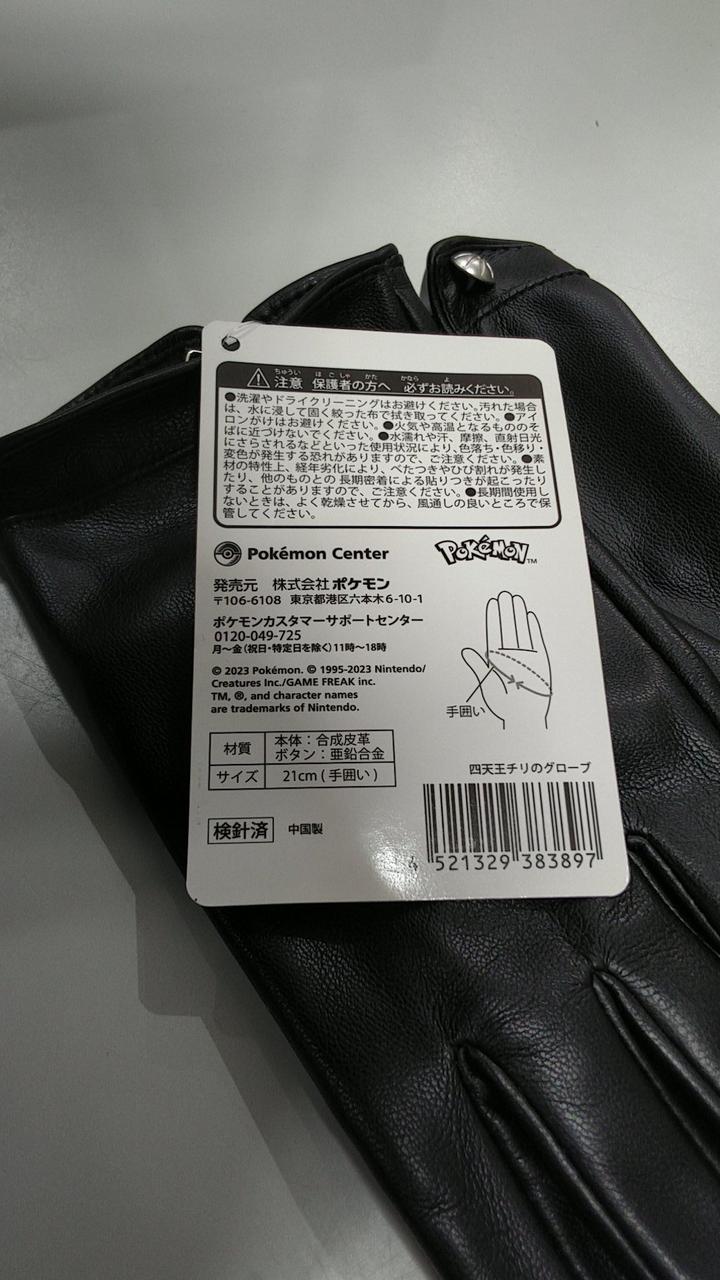 注意 保護者の方へ 必ずお読みください。
●洗濯やドライクリーニングはお避けください。汚れた場合
は、水に浸して固く絞った布で拭き取ってください。●アイ
ロンがけはお避けください。●火気や高温となるもののそ
ばに近づけないでください。●水濡れや汗、摩擦、直射日光
にさらされるなどといった使用状況により、色落ち・色移り・
変色が発生する恐れがありますので、ご注意ください。●素
材の特性上、経年劣化により、べたつきやひび割れが発生し
たり、他のものとの長期密着による貼りつきが起こったり
することがありますので、ご注意ください。●長期間使用し
ないときは、よく乾燥させてから、風通しの良いところで保
管してください。
Pokémon Center
POKéMON TM
発売元 株式会社ポケモン
〒106-6108 東京都港区六本木6-10-1
ポケモンカスタマーサポートセンター
0120-049-725
月〜金(祝日・特定日を除く)11時〜18時
© 2023 Pokémon. © 1995-2023 Nintendo/
Creatures Inc./GAME FREAK inc.
TM, ®, and character names
are trademarks of Nintendo.
手囲い
材質 本体：合成皮革
ボタン：亜鉛合金
サイズ 21cm(手囲い)
四天王チリのグローブ
検針済 中国製
4 521329 383897